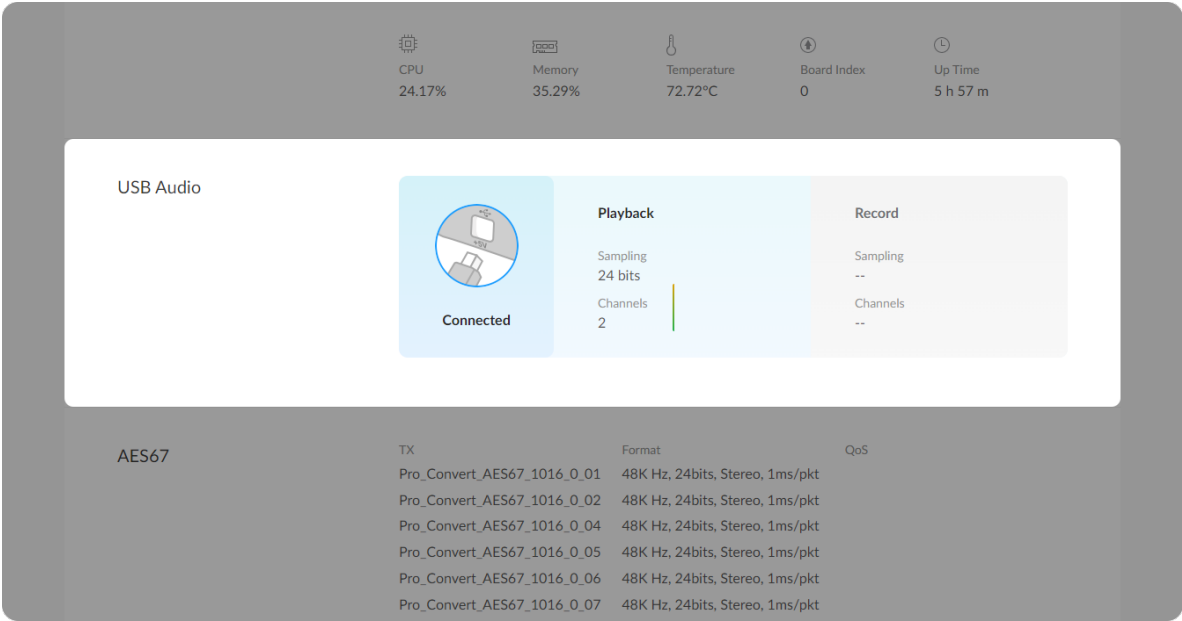 CPU Memory Temperature Board Index Up Time
24.17% 35.29% 72.72°C 0 5 h 57 m
USB Audio
Connected
Playback
Sampling
24 bits
Channels
2
Record
Sampling
--
Channels
--
AES67
TX Format QoS
Pro_Convert_AES67_1016_0_01 48K Hz, 24bits, Stereo, 1ms/pkt
Pro_Convert_AES67_1016_0_02 48K Hz, 24bits, Stereo, 1ms/pkt
Pro_Convert_AES67_1016_0_04 48K Hz, 24bits, Stereo, 1ms/pkt
Pro_Convert_AES67_1016_0_05 48K Hz, 24bits, Stereo, 1ms/pkt
Pro_Convert_AES67_1016_0_06 48K Hz, 24bits, Stereo, 1ms/pkt
Pro_Convert_AES67_1016_0_07 48K Hz, 24bits, Stereo, 1ms/pkt